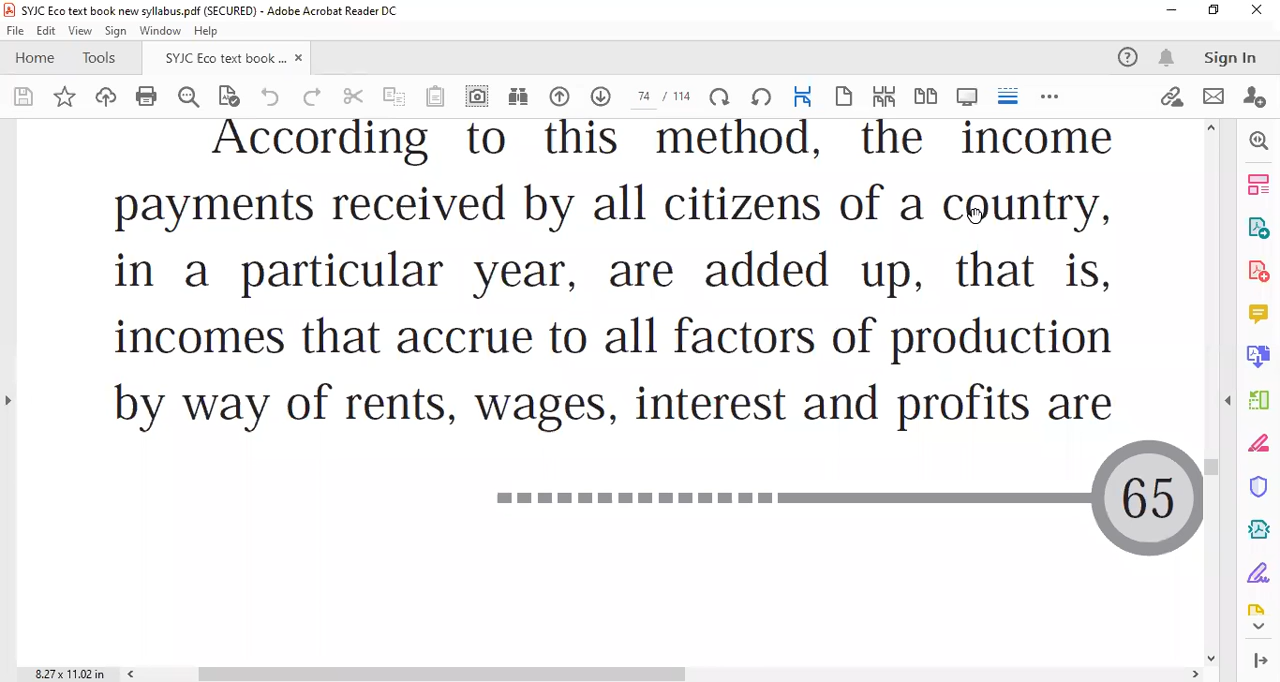 SYJC Eco text book new syllabus.pdf (SECURED) - Adobe Acrobat Reader DC
File Edit View Sign Window Help
Home Tools SYJC Eco text book ... × Sign In
74 / 114
According to this method, the income
payments received by all citizens of a country,
in a particular year, are added up, that is,
incomes that accrue to all factors of production
by way of rents, wages, interest and profits are
65
8.27 x 11.02 in